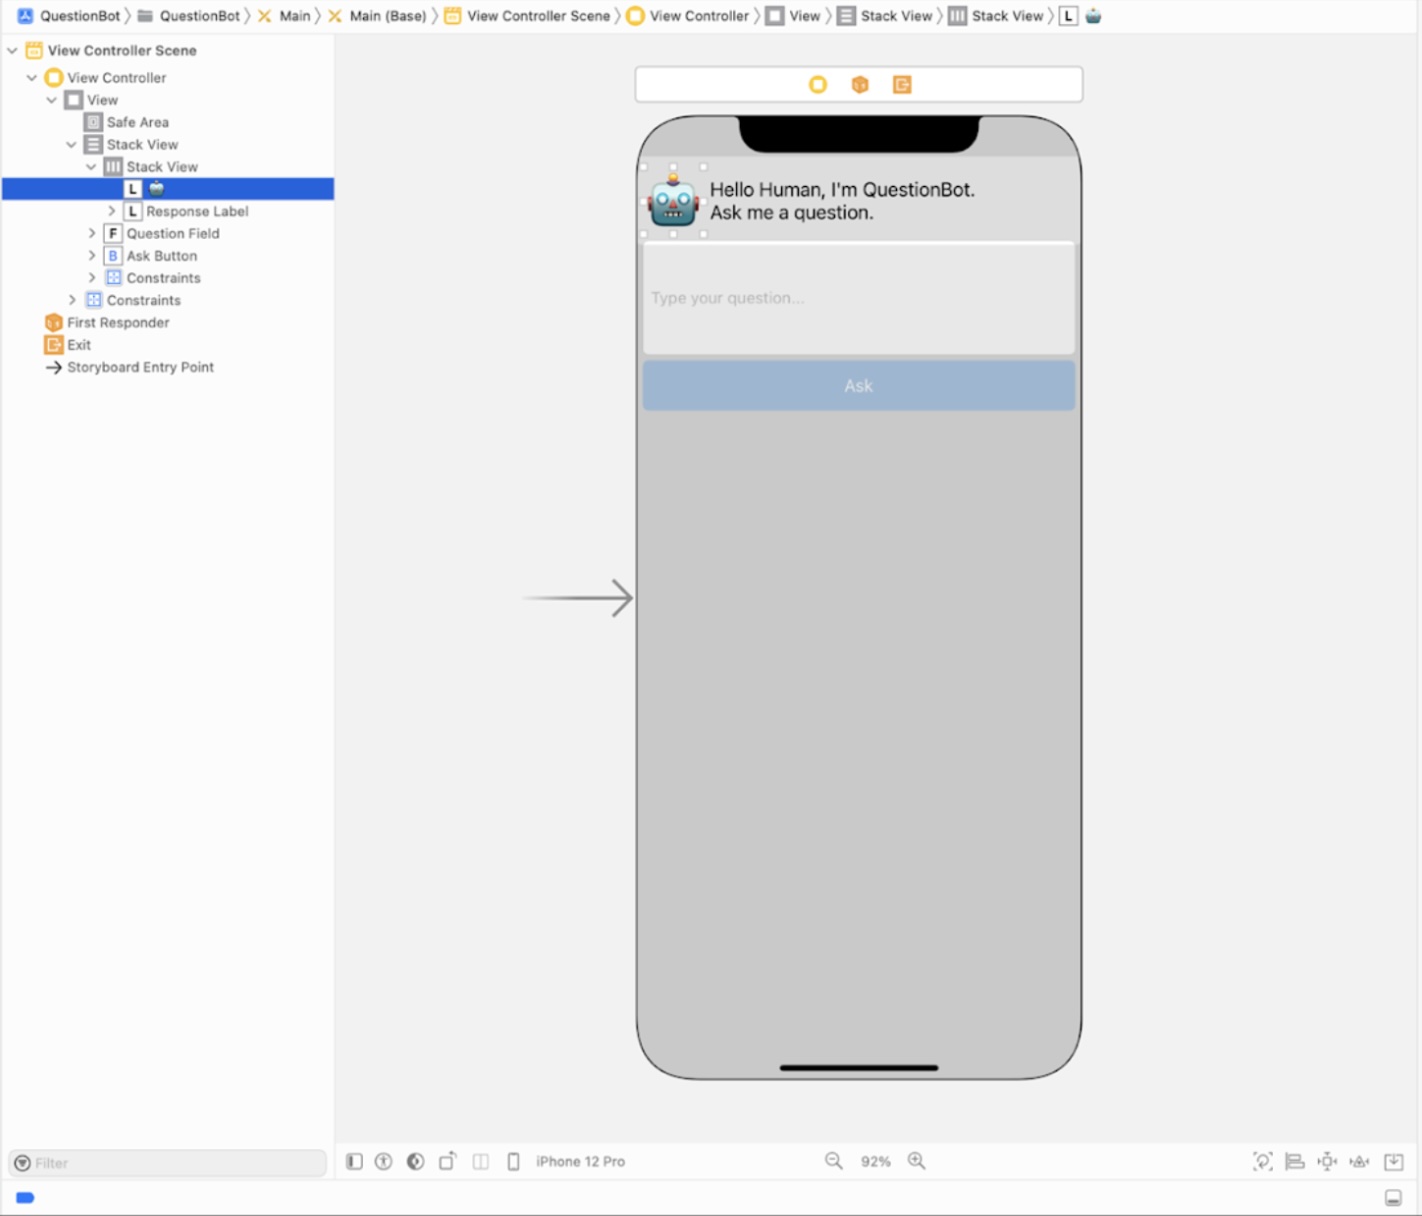 QuestionBot 〉 QuestionBot 〉 Main 〉 Main (Base) 〉 View Controller Scene 〉 View Controller 〉 View 〉 Stack View 〉 Stack View 〉 L 🤖
View Controller Scene
View Controller
View
Safe Area
Stack View
Stack View
L 🤖
L Response Label
F Question Field
B Ask Button
Constraints
Constraints
First Responder
Exit
Storyboard Entry Point
Hello Human, I'm QuestionBot.
Ask me a question.
Type your question...
Ask
Filter
iPhone 12 Pro
92%